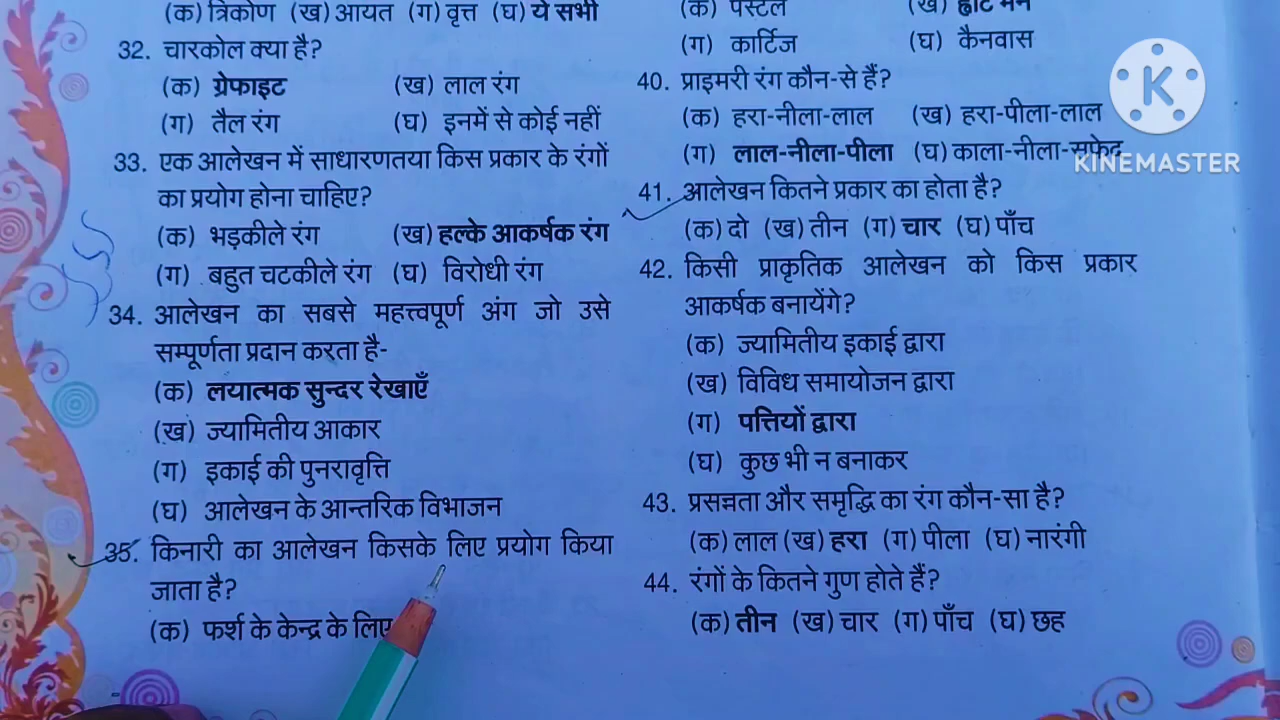 (क) त्रिकोण (ख) आयत (ग) वृत्त (घ) ये सभी
32. चारकोल क्या है?
(क) ग्रेफाइट (ख) लाल रंग
(ग) तैल रंग (घ) इनमें से कोई नहीं
33. एक आलेखन में साधारणतया किस प्रकार के रंगों
का प्रयोग होना चाहिए?
(क) भड़कीले रंग (ख) हल्के आकर्षक रंग
(ग) बहुत चटकीले रंग (घ) विरोधी रंग
34. आलेखन का सबसे महत्त्वपूर्ण अंग जो उसे
सम्पूर्णता प्रदान करता है-
(क) लयात्मक सुन्दर रेखाएँ
(ख) ज्यामितीय आकार
(ग) इकाई की पुनरावृत्ति
(घ) आलेखन के आन्तरिक विभाजन
35. किनारी का आलेखन किसके लिए प्रयोग किया
जाता है?
(क) फर्श के केन्द्र के लिए
(क) पेस्टल (ख)
(ग) कार्टिज (घ) कैनवास
40. प्राइमरी रंग कौन-से हैं?
(क) हरा-नीला-लाल (ख) हरा-पीला-लाल
(ग) लाल-नीला-पीला (घ) काला-नीला-सफेद
41. आलेखन कितने प्रकार का होता है?
(क) दो (ख) तीन (ग) चार (घ) पाँच
42. किसी प्राकृतिक आलेखन को किस प्रकार
आकर्षक बनायेंगे?
(क) ज्यामितीय इकाई द्वारा
(ख) विविध समायोजन द्वारा
(ग) पत्तियों द्वारा
(घ) कुछ भी न बनाकर
43. प्रसन्नता और समृद्धि का रंग कौन-सा है?
(क) लाल (ख) हरा (ग) पीला (घ) नारंगी
44. रंगों के कितने गुण होते हैं?
(क) तीन (ख) चार (ग) पाँच (घ) छह
K
KINEMASTER